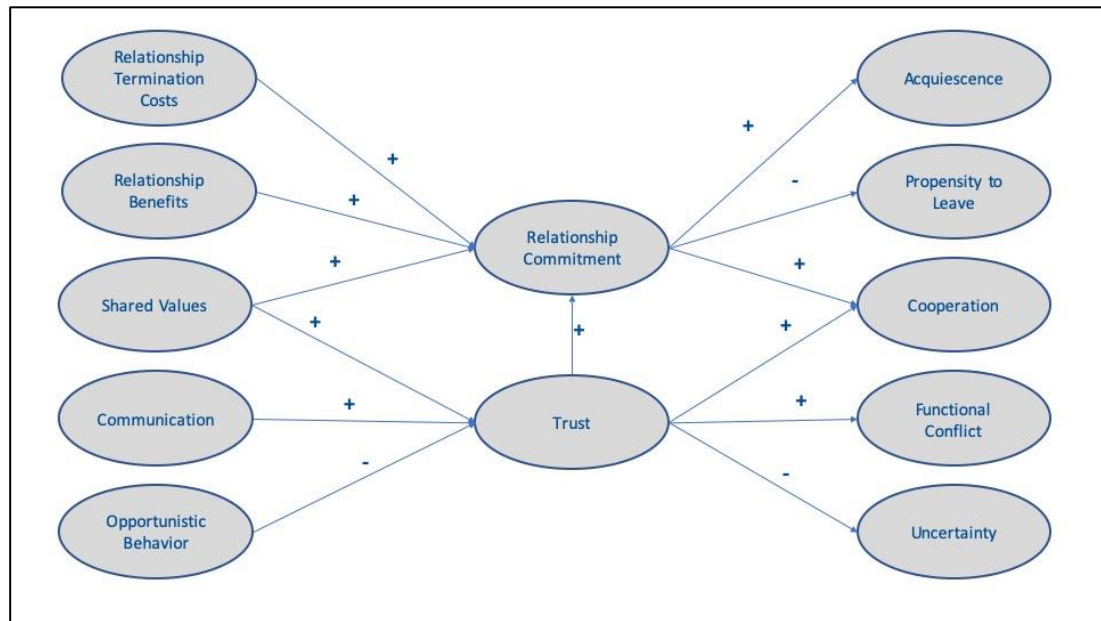 Relationship
Termination
Costs
Relationship
Benefits
Shared Values
Communication
Opportunistic
Behavior
+
+
+
+
+
-
Relationship
Commitment
+
Trust
+
-
+
+
+
-
Acquiescence
Propensity to
Leave
Cooperation
Functional
Conflict
Uncertainty